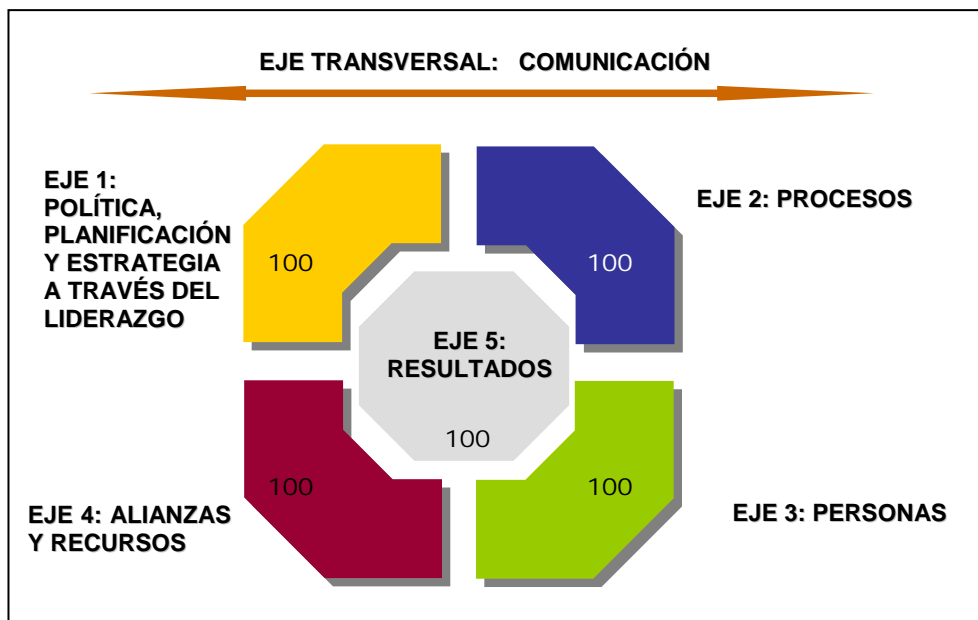 EJE TRANSVERSAL: COMUNICACIÓN
EJE 1:
POLÍTICA,
PLANIFICACIÓN
Y ESTRATEGIA
A TRAVÉS DEL
LIDERAZGO
100
EJE 2: PROCESOS
100
EJE 5:
RESULTADOS
100
EJE 4: ALIANZAS
Y RECURSOS
100
EJE 3: PERSONAS
100